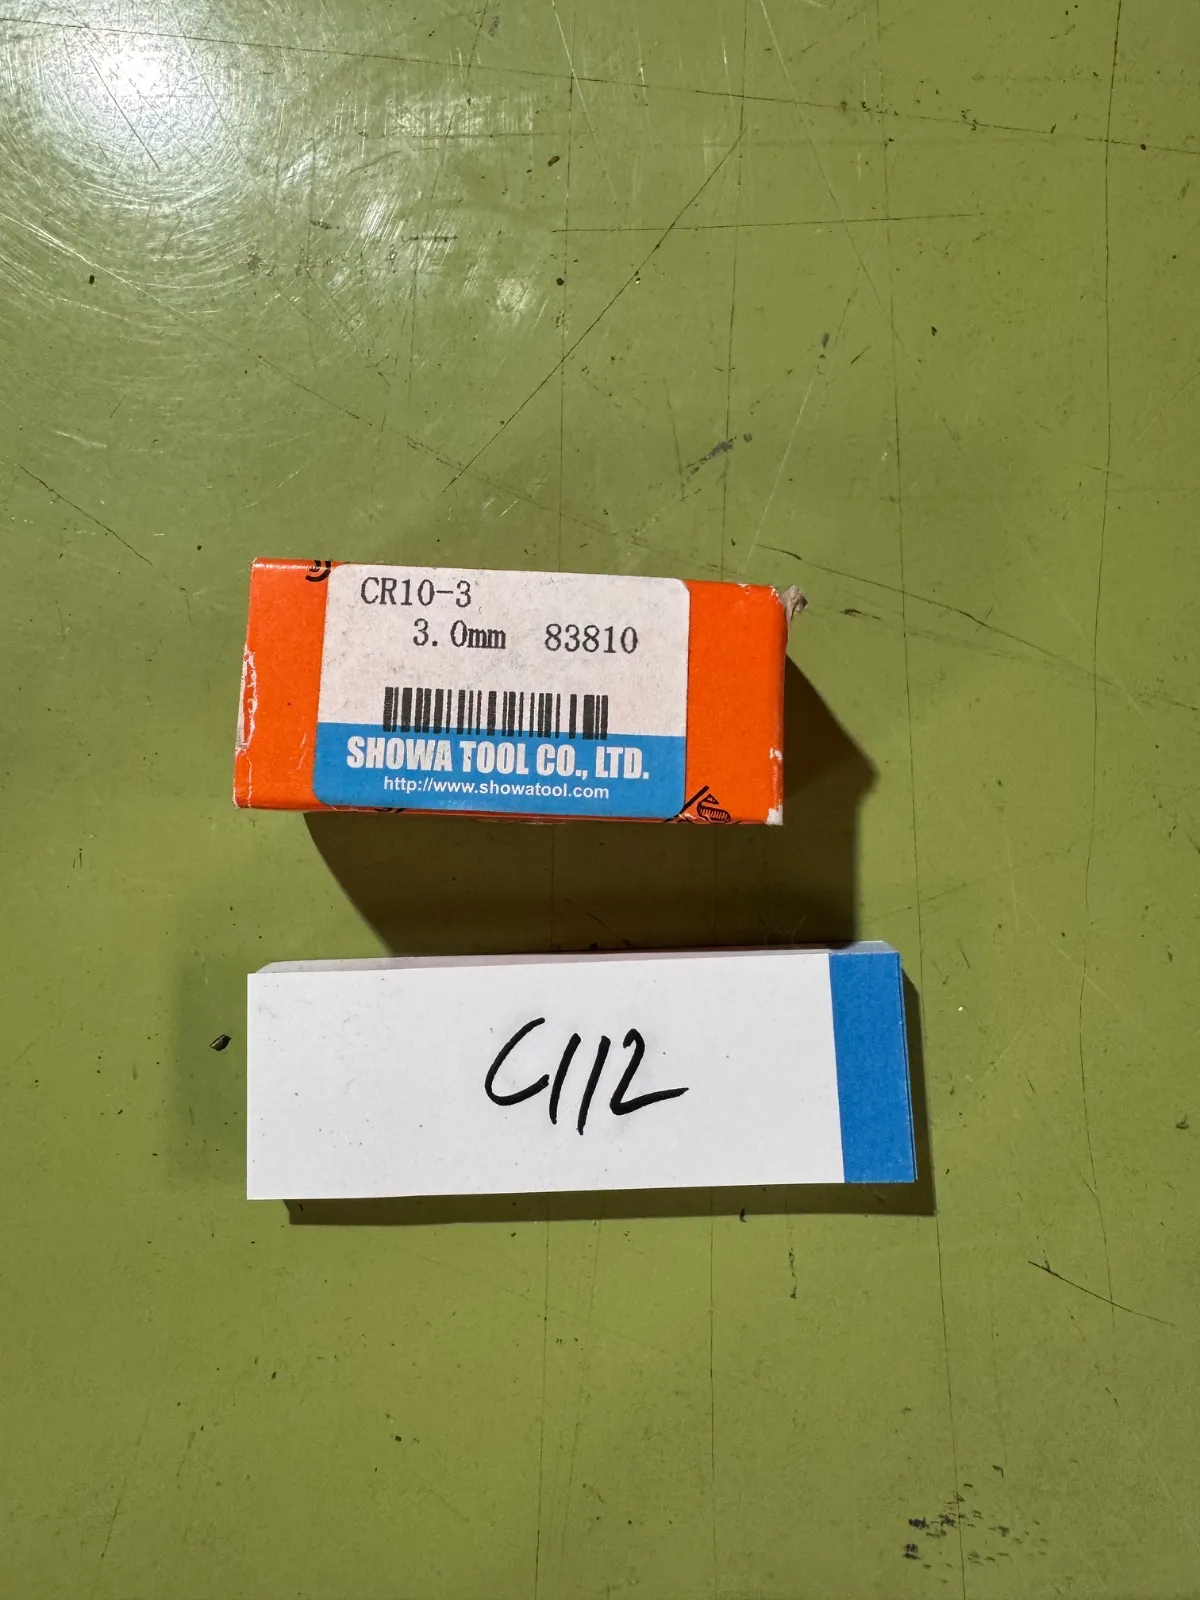 CR10-3
3.0mm 83810
SHOWA TOOL CO., LTD.
http://www.showatool.com
C112